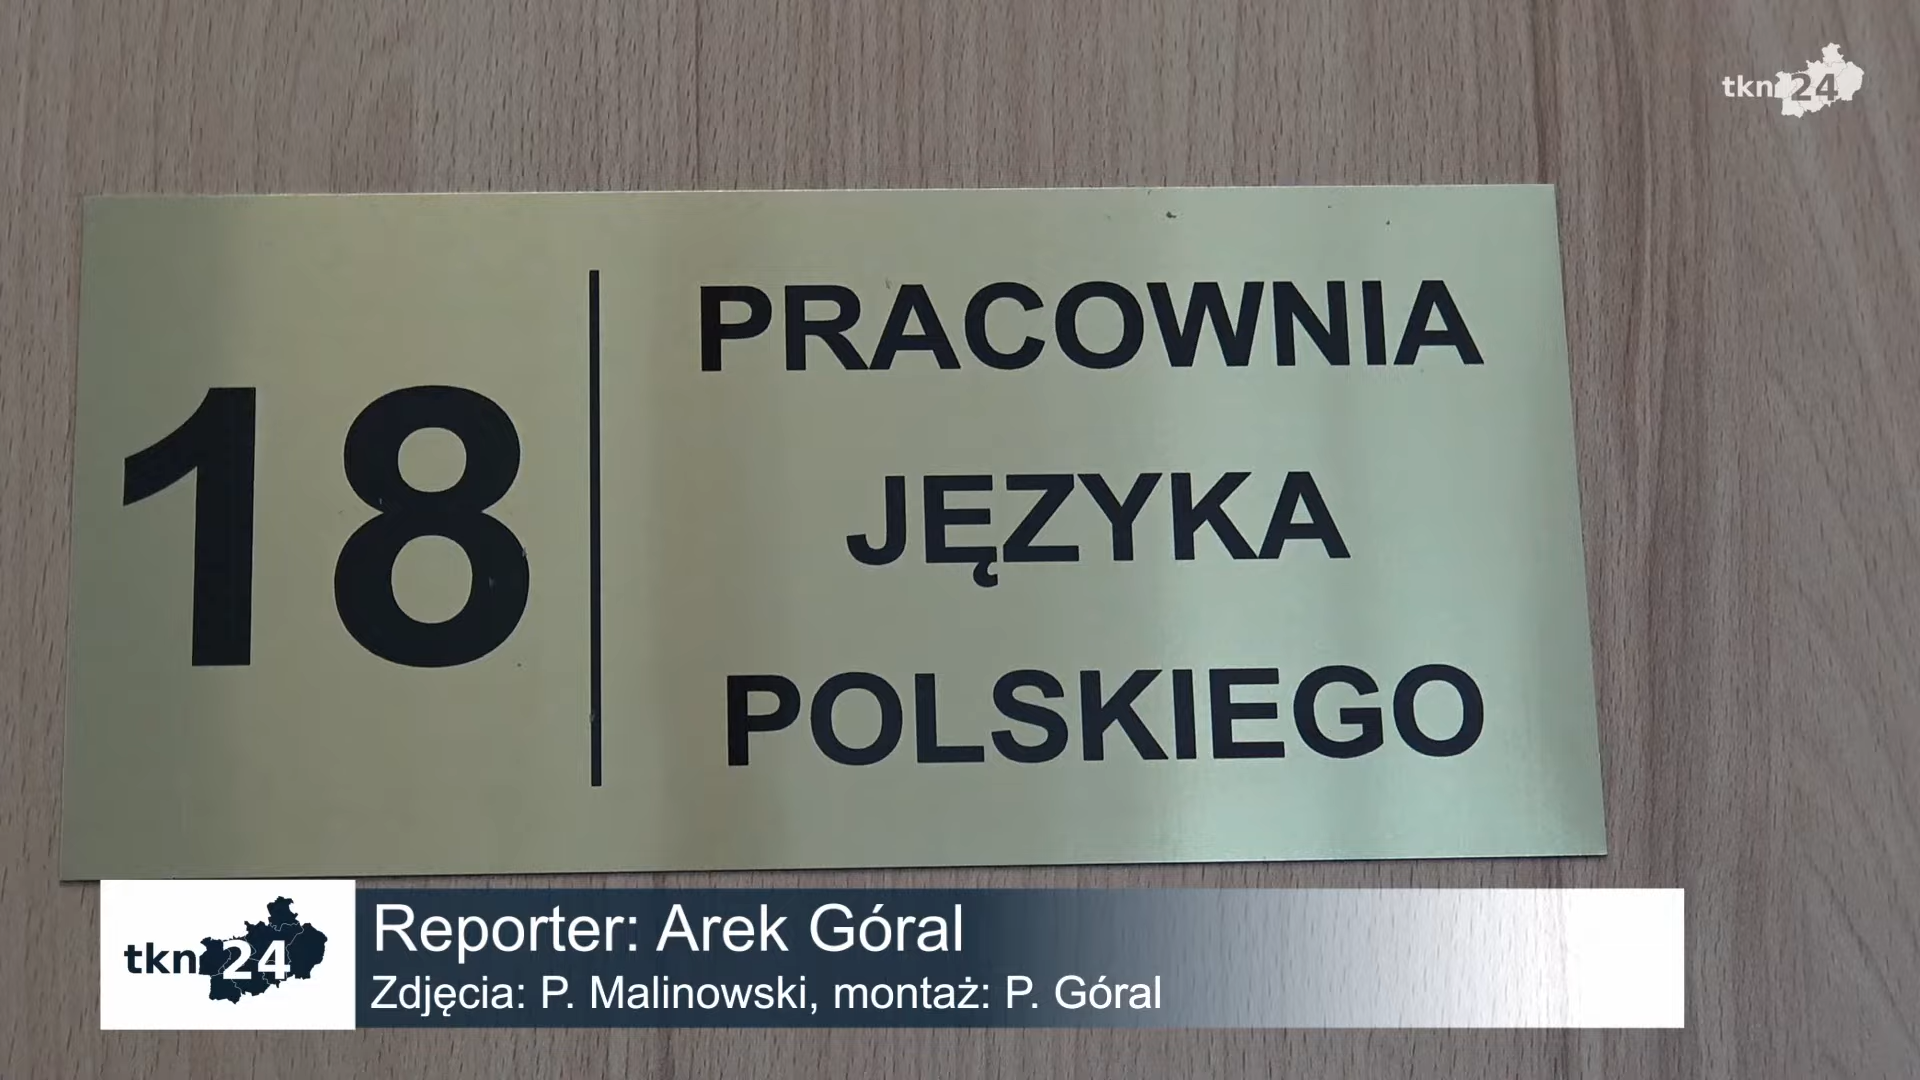 tkn24
18
PRACOWNIA
JĘZYKA
POLSKIEGO
tkn24
Reporter: Arek Góral
Zdjęcia: P. Malinowski, montaż: P. Góral